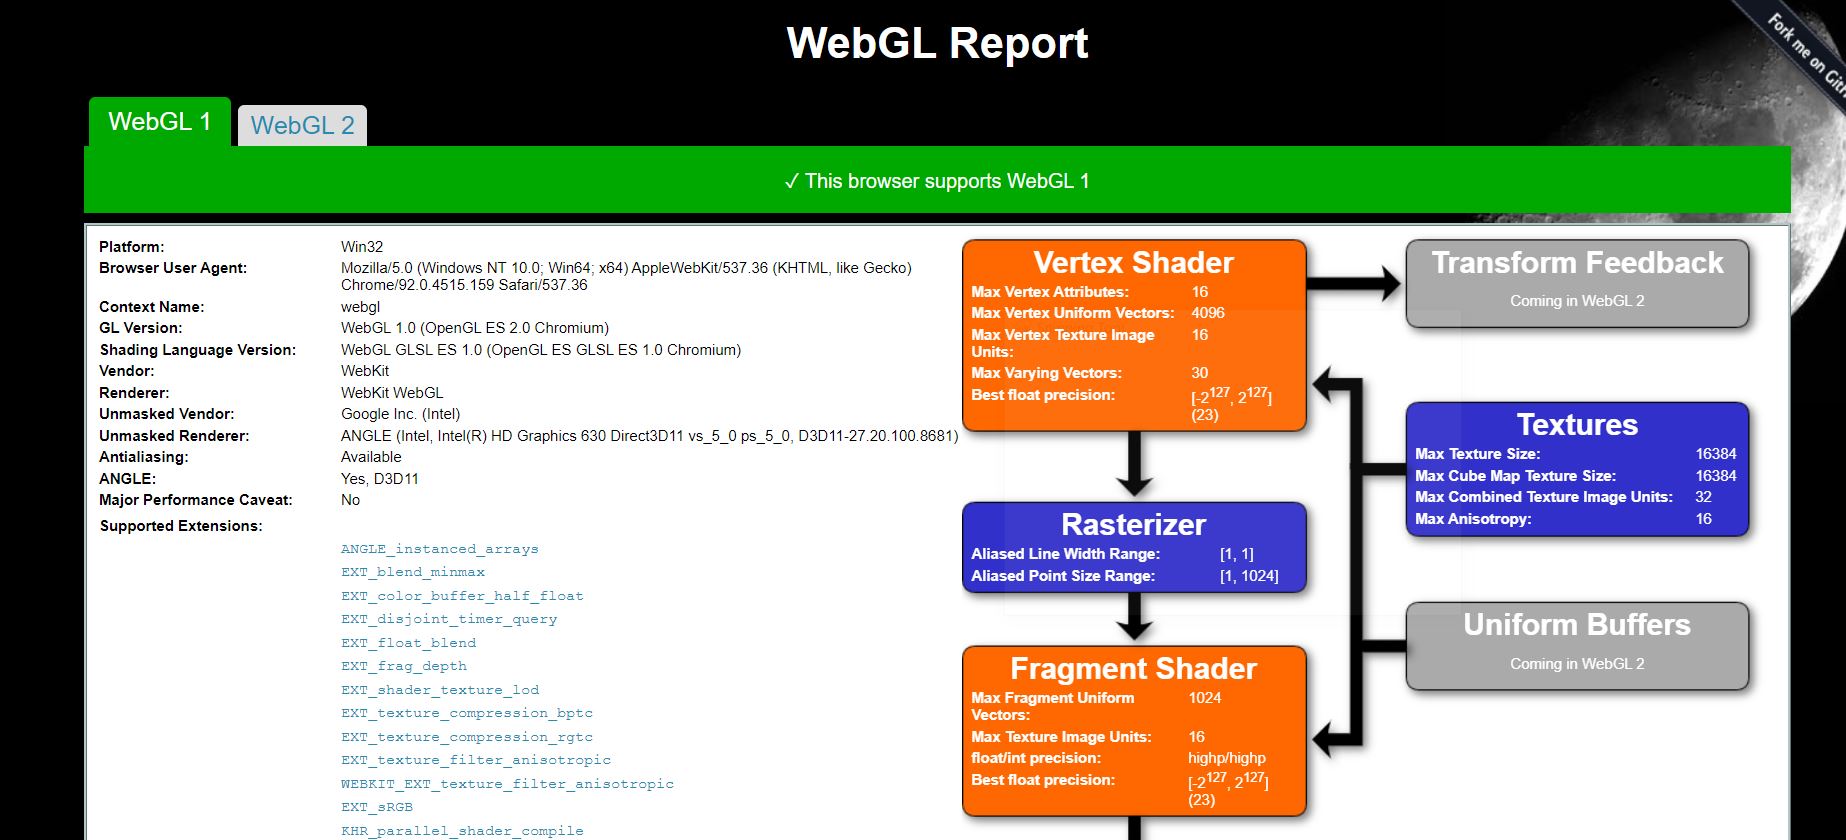 WebGL Report
Fork me on GitH
WebGL 1
WebGL 2
✓ This browser supports WebGL 1
Platform: Win32
Browser User Agent: Mozilla/5.0 (Windows NT 10.0; Win64; x64) AppleWebKit/537.36 (KHTML, like Gecko)
Chrome/92.0.4515.159 Safari/537.36
Context Name: webgl
GL Version: WebGL 1.0 (OpenGL ES 2.0 Chromium)
Shading Language Version: WebGL GLSL ES 1.0 (OpenGL ES GLSL ES 1.0 Chromium)
Vendor: WebKit
Renderer: WebKit WebGL
Unmasked Vendor: Google Inc. (Intel)
Unmasked Renderer: ANGLE (Intel, Intel(R) HD Graphics 630 Direct3D11 vs_5_0 ps_5_0, D3D11-27.20.100.8681)
Antialiasing: Available
ANGLE: Yes, D3D11
Major Performance Caveat: No
Supported Extensions:
ANGLE_instanced_arrays
EXT_blend_minmax
EXT_color_buffer_half_float
EXT_disjoint_timer_query
EXT_float_blend
EXT_frag_depth
EXT_shader_texture_lod
EXT_texture_compression_bptc
EXT_texture_compression_rgtc
EXT_texture_filter_anisotropic
WEBKIT_EXT_texture_filter_anisotropic
EXT_sRGB
KHR_parallel_shader_compile
Vertex Shader
Max Vertex Attributes: 16
Max Vertex Uniform Vectors: 4096
Max Vertex Texture Image 16
Units:
Max Varying Vectors: 30
Best float precision: [-2^127, 2^127]
(23)
Rasterizer
Aliased Line Width Range: [1, 1]
Aliased Point Size Range: [1, 1024]
Fragment Shader
Max Fragment Uniform 1024
Vectors:
Max Texture Image Units: 16
float/int precision: highp/highp
Best float precision: [-2^127, 2^127]
(23)
Transform Feedback
Coming in WebGL 2
Textures
Max Texture Size: 16384
Max Cube Map Texture Size: 16384
Max Combined Texture Image Units: 32
Max Anisotropy: 16
Uniform Buffers
Coming in WebGL 2